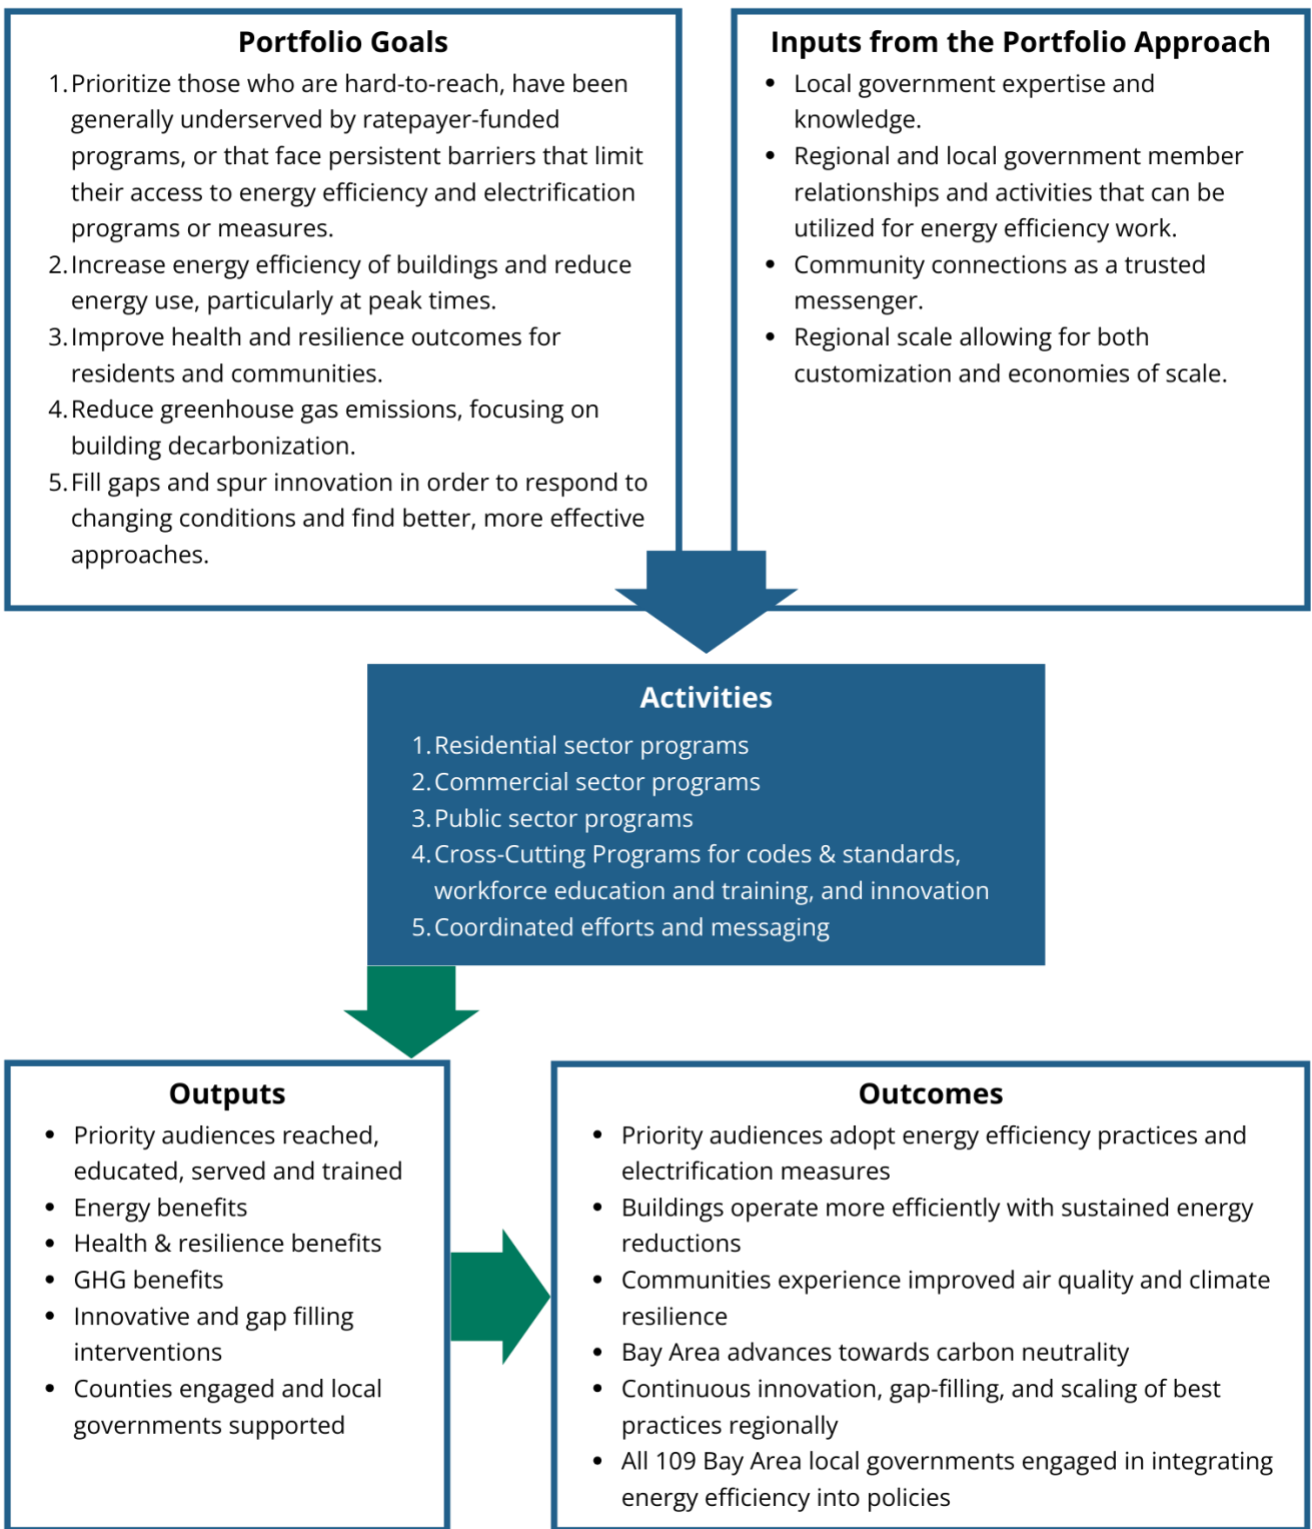 Portfolio Goals
1. Prioritize those who are hard-to-reach, have been
generally underserved by ratepayer-funded
programs, or that face persistent barriers that limit
their access to energy efficiency and electrification
programs or measures.
2. Increase energy efficiency of buildings and reduce
energy use, particularly at peak times.
3. Improve health and resilience outcomes for
residents and communities.
4. Reduce greenhouse gas emissions, focusing on
building decarbonization.
5. Fill gaps and spur innovation in order to respond to
changing conditions and find better, more effective
approaches.
Inputs from the Portfolio Approach
• Local government expertise and
knowledge.
• Regional and local government member
relationships and activities that can be
utilized for energy efficiency work.
• Community connections as a trusted
messenger.
• Regional scale allowing for both
customization and economies of scale.
Activities
1. Residential sector programs
2. Commercial sector programs
3. Public sector programs
4. Cross-Cutting Programs for codes & standards,
workforce education and training, and innovation
5. Coordinated efforts and messaging
Outputs
• Priority audiences reached,
educated, served and trained
• Energy benefits
• Health & resilience benefits
• GHG benefits
• Innovative and gap filling
interventions
• Counties engaged and local
governments supported
Outcomes
• Priority audiences adopt energy efficiency practices and
electrification measures
• Buildings operate more efficiently with sustained energy
reductions
• Communities experience improved air quality and climate
resilience
• Bay Area advances towards carbon neutrality
• Continuous innovation, gap-filling, and scaling of best
practices regionally
• All 109 Bay Area local governments engaged in integrating
energy efficiency into policies